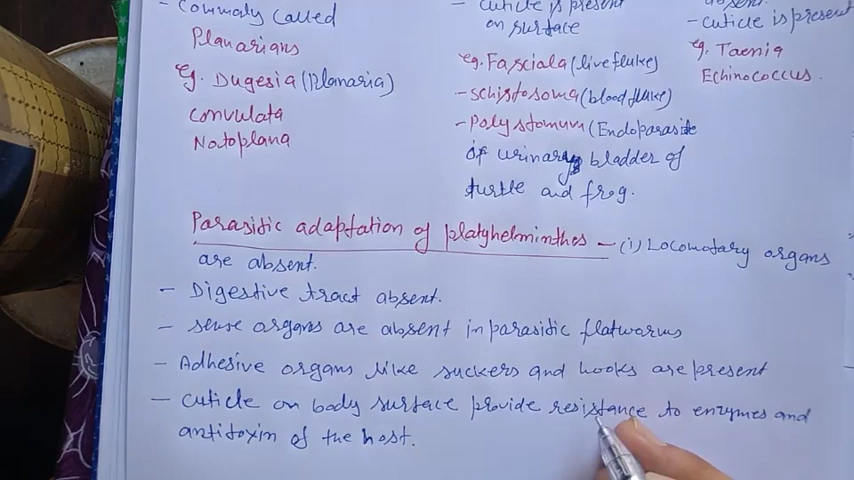 - Commonly called
Planarians
eg. Dugesia (Planaria)
Convulata
Notoplana
- cuticle is present
on surface
eg. Fasciala (live fluke)
- Schistosoma (blood fluke)
- Polystomum (Endoparasite
of urinary bladder of
turtle and frog.
absent.
- cuticle is present
eg. Taenia
Echinococcus.
Parasitic adaptation of platyhelminthes - (i) Locomotary organs
are absent.
- Digestive tract absent.
- sense organs are absent in parasitic flatworms
- Adhesive organs like suckers and hooks are present
- cuticle on body surface provide resistance to enzymes and
antitoxin of the host.